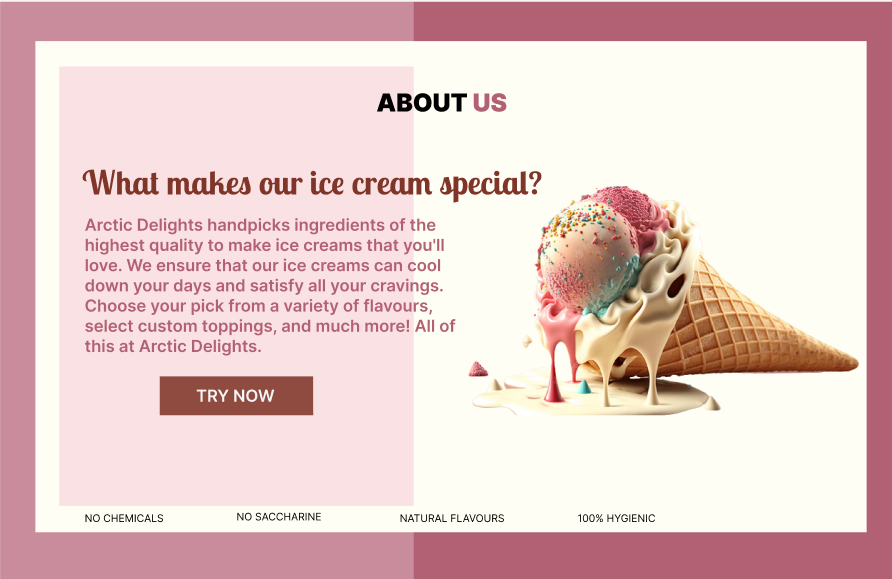 ABOUT US
What makes our ice cream special?
Arctic Delights handpicks ingredients of the
highest quality to make ice creams that you'll
love. We ensure that our ice creams can cool
down your days and satisfy all your cravings.
Choose your pick from a variety of flavours,
select custom toppings, and much more! All of
this at Arctic Delights.
TRY NOW
NO CHEMICALS
NO SACCHARINE
NATURAL FLAVOURS
100% HYGIENIC